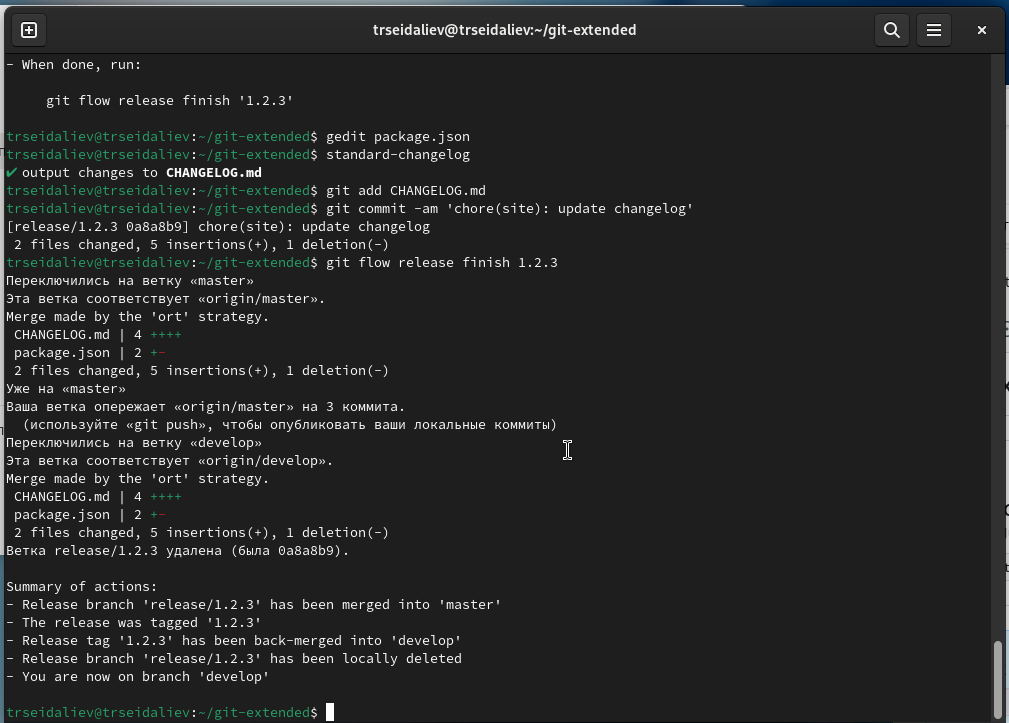 trseidaliev@trseidaliev:~/git-extended
- When done, run:
git flow release finish '1.2.3'
trseidaliev@trseidaliev:~/git-extended$ gedit package.json
trseidaliev@trseidaliev:~/git-extended$ standard-changelog
✔ output changes to CHANGELOG.md
trseidaliev@trseidaliev:~/git-extended$ git add CHANGELOG.md
trseidaliev@trseidaliev:~/git-extended$ git commit -am 'chore(site): update changelog'
[release/1.2.3 0a8a8b9] chore(site): update changelog
2 files changed, 5 insertions(+), 1 deletion(-)
trseidaliev@trseidaliev:~/git-extended$ git flow release finish 1.2.3
Переключились на ветку «master»
Эта ветка соответствует «origin/master».
Merge made by the 'ort' strategy.
CHANGELOG.md | 4 ++++
package.json | 2 +-
2 files changed, 5 insertions(+), 1 deletion(-)
Уже на «master»
Ваша ветка опережает «origin/master» на 3 коммита.
(используйте «git push», чтобы опубликовать ваши локальные коммиты)
Переключились на ветку «develop»
Эта ветка соответствует «origin/develop».
Merge made by the 'ort' strategy.
CHANGELOG.md | 4 ++++
package.json | 2 +-
2 files changed, 5 insertions(+), 1 deletion(-)
Ветка release/1.2.3 удалена (была 0a8a8b9).
Summary of actions:
- Release branch 'release/1.2.3' has been merged into 'master'
- The release was tagged '1.2.3'
- Release tag '1.2.3' has been back-merged into 'develop'
- Release branch 'release/1.2.3' has been locally deleted
- You are now on branch 'develop'
trseidaliev@trseidaliev:~/git-extended$